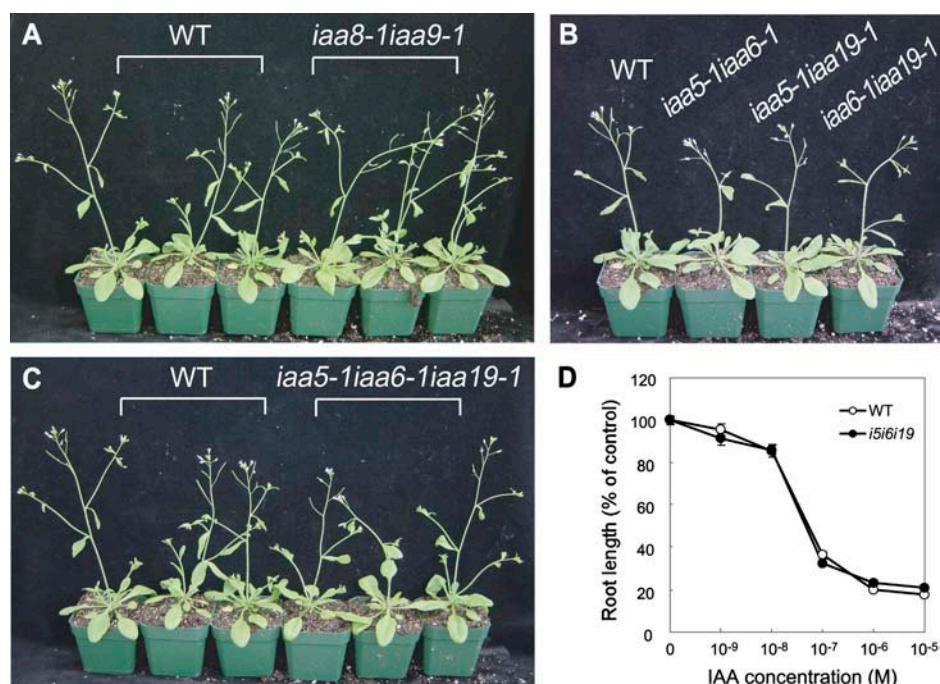 A
WT
iaa8-1iaa9-1
B
WT
iaa5-1iaa6-1
iaa5-1iaa19-1
iaa6-1iaa19-1
C
WT
iaa5-1iaa6-1iaa19-1
D
120
100
80
60
40
20
0
Root length (% of control)
WT
i5i6i19
0
10-9
10-8
10-7
10-6
10-5
IAA concentration (M)